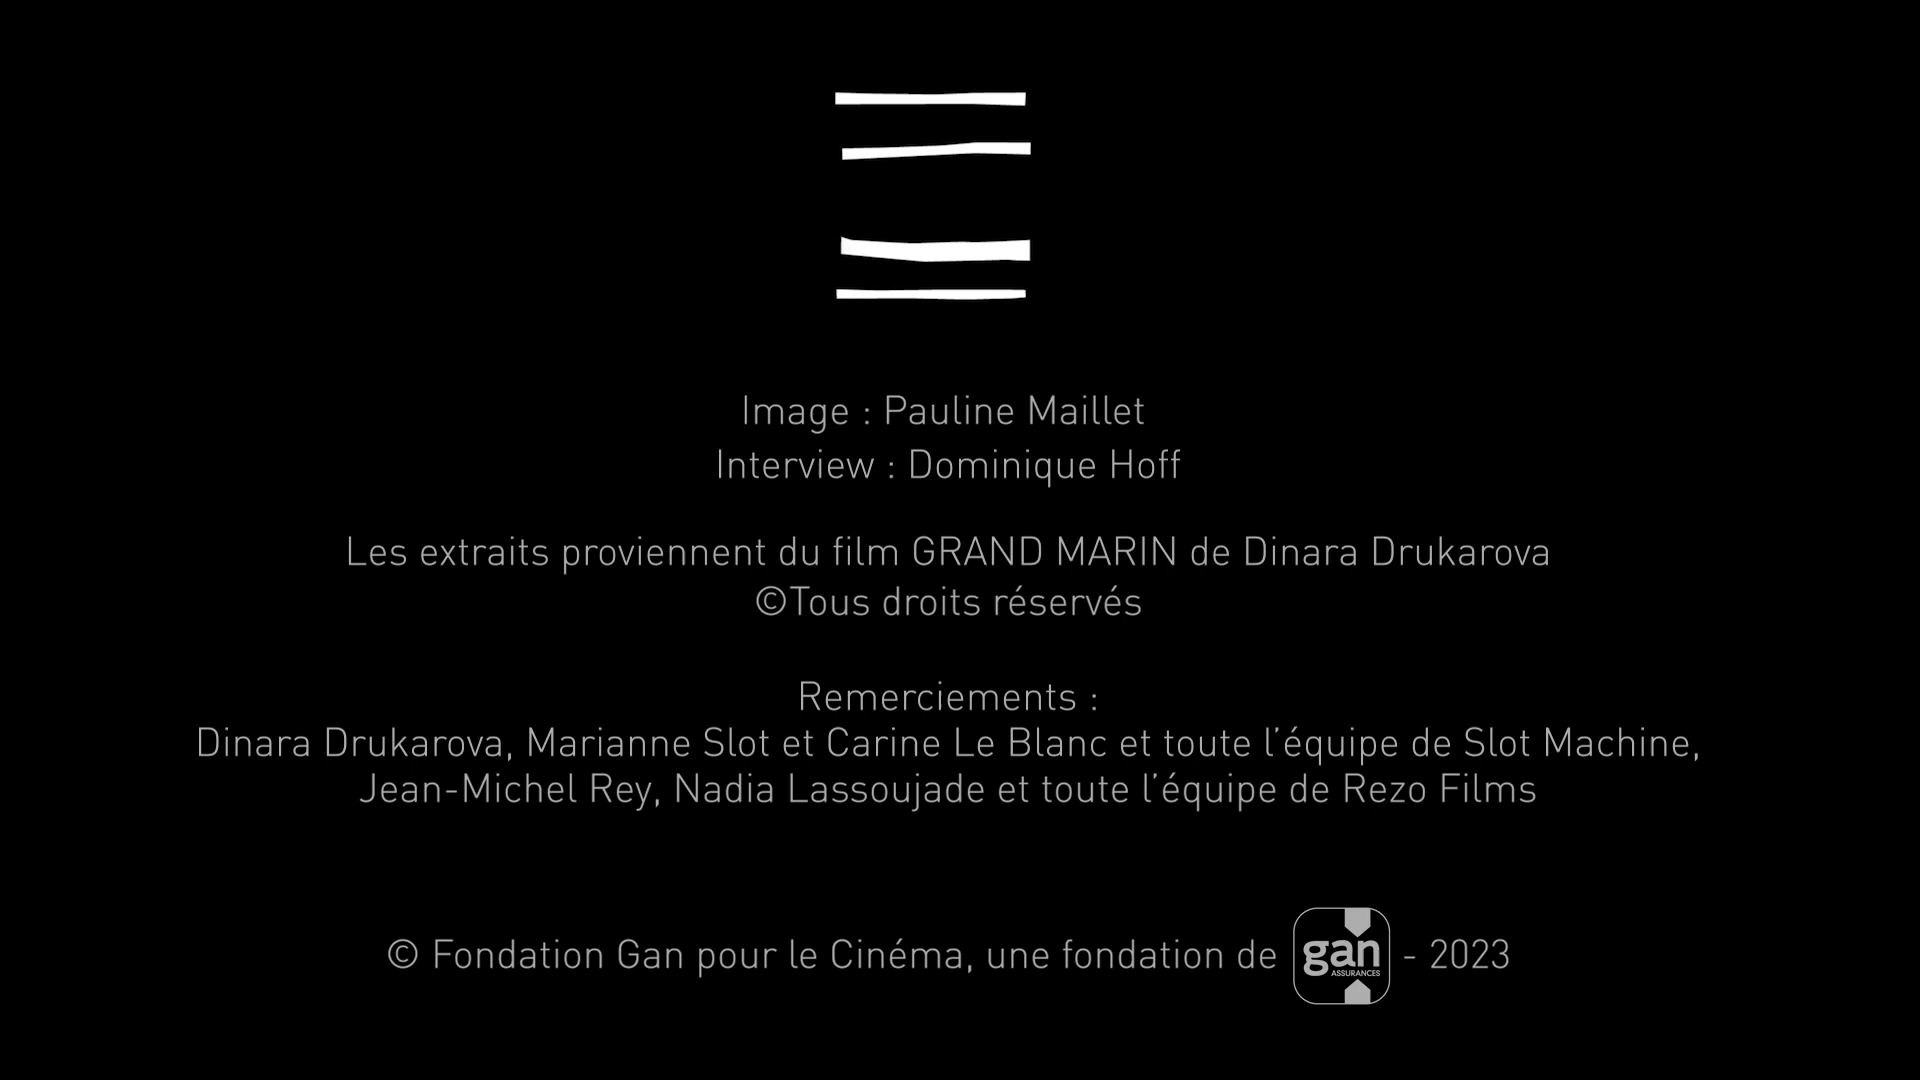 Image : Pauline Maillet
Interview : Dominique Hoff
Les extraits proviennent du film GRAND MARIN de Dinara Drukarova
©Tous droits réservés
Remerciements :
Dinara Drukarova, Marianne Slot et Carine Le Blanc et toute l’équipe de Slot Machine,
Jean-Michel Rey, Nadia Lassoujade et toute l’équipe de Rezo Films
© Fondation Gan pour le Cinéma, une fondation de gan ASSURANCES - 2023